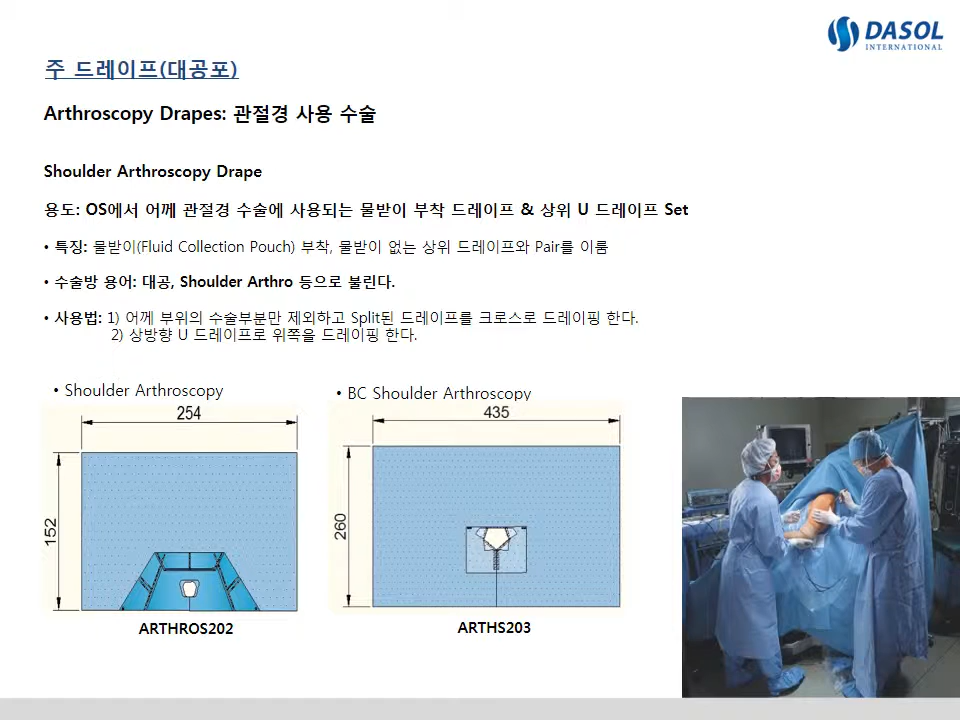 DASOL
INTERNATIONAL
주 드레이프(대공포)
Arthroscopy Drapes: 관절경 사용 수술
Shoulder Arthroscopy Drape
용도: OS에서 어께 관절경 수술에 사용되는 물받이 부착 드레이프 & 상위 U 드레이프 Set
• 특징: 물받이(Fluid Collection Pouch) 부착, 물받이 없는 상위 드레이프와 Pair를 이룸
• 수술방 용어: 대공, Shoulder Arthro 등으로 불린다.
• 사용법: 1) 어께 부위의 수술부분만 제외하고 Split된 드레이프를 크로스로 드레이핑 한다.
2) 상방향 U 드레이프로 위쪽을 드레이핑 한다.
• Shoulder Arthroscopy
254
152
ARTHROS202
• BC Shoulder Arthroscopy
435
260
ARTHS203